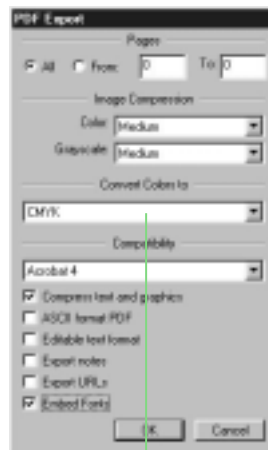 PDF Export
Pages
All From: 0 To: 0
Image Compression
Color: Medium
Grayscale: Medium
Convert Colors to
CMYK
Compatibility
Acrobat 4
Compress text and graphics
ASCII format PDF
Editable text format
Export notes
Export URLs
Embed Fonts
OK Cancel